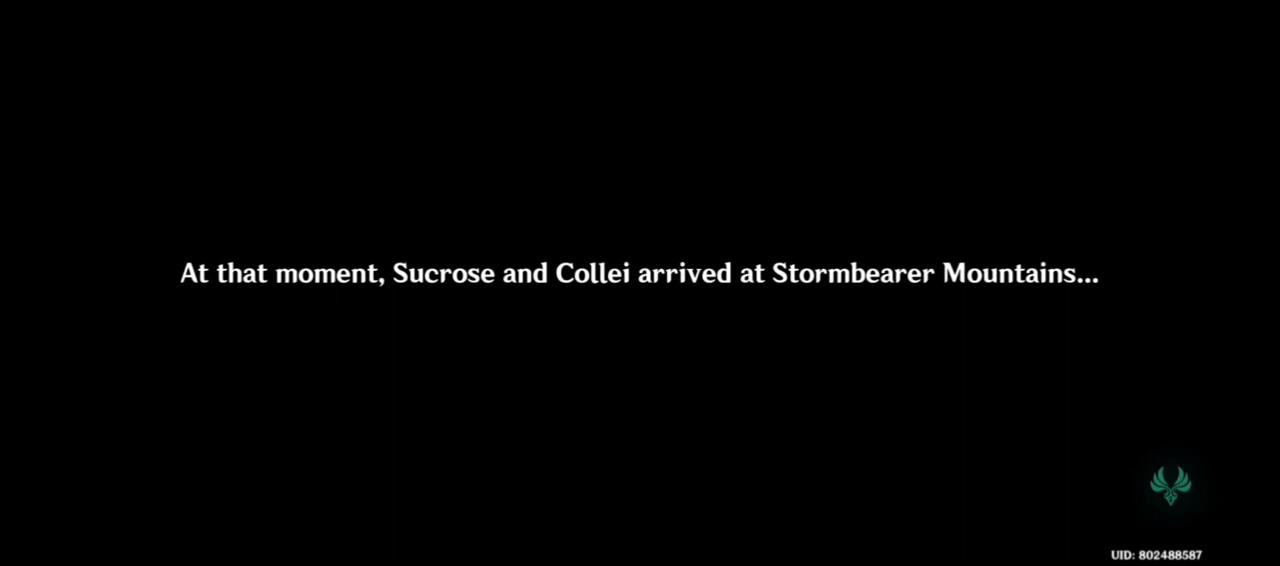 At that moment, Sucrose and Collei arrived at Stormbearer Mountains...
UID: 802488587